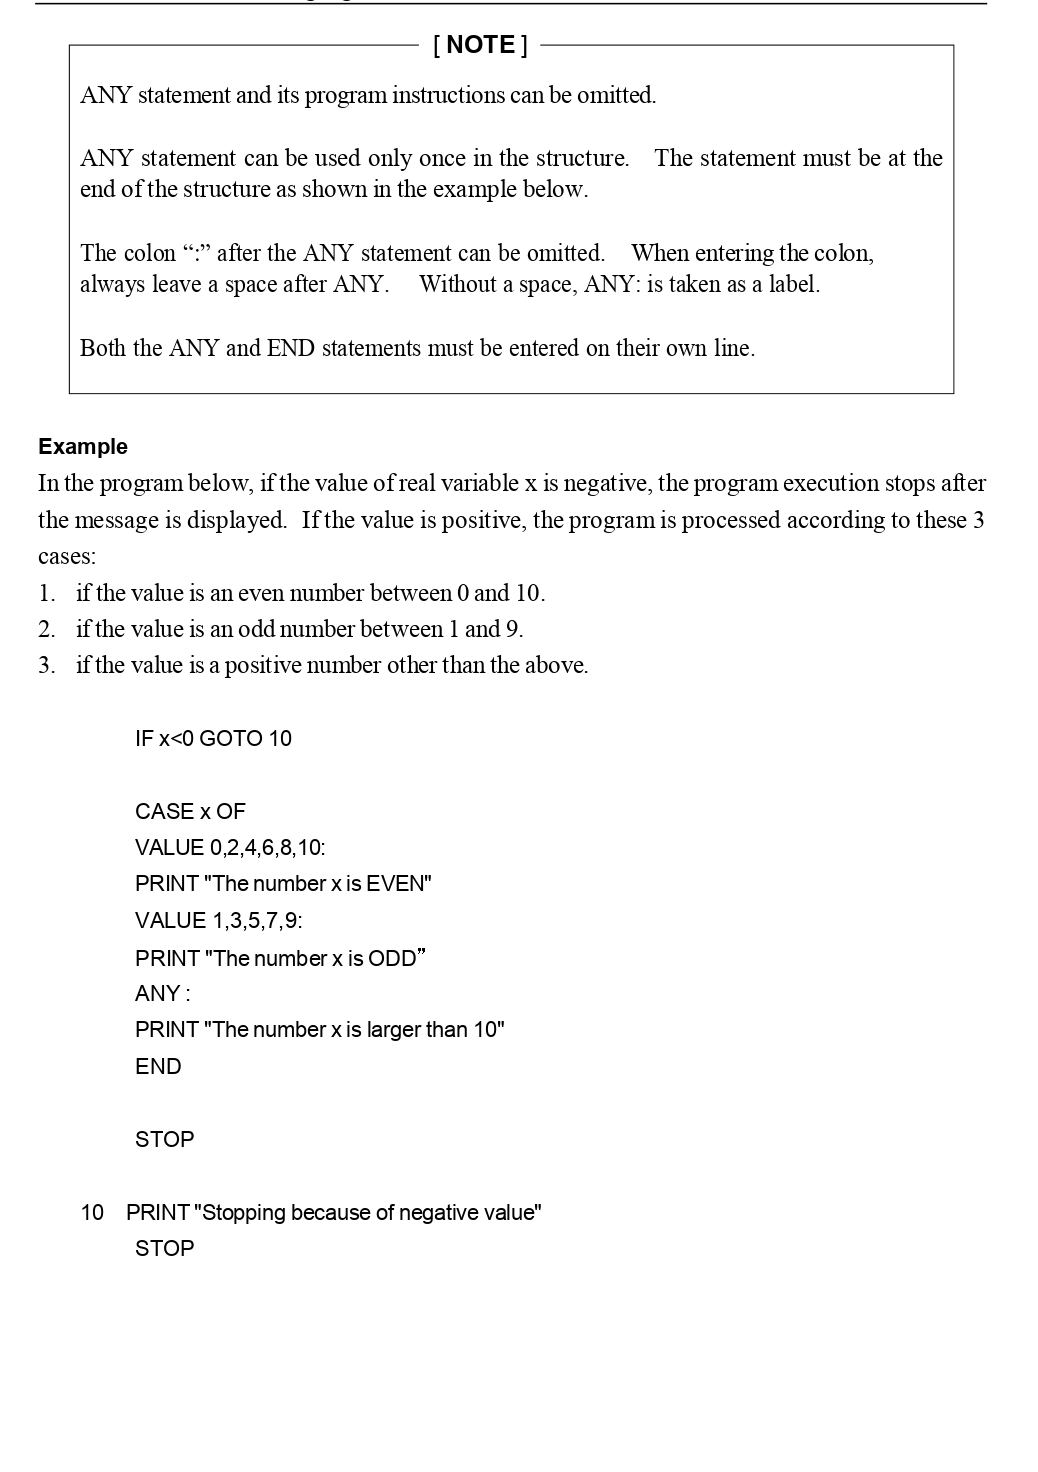 [ NOTE ]
ANY statement and its program instructions can be omitted.
ANY statement can be used only once in the structure. The statement must be at the
end of the structure as shown in the example below.
The colon “:” after the ANY statement can be omitted. When entering the colon,
always leave a space after ANY. Without a space, ANY: is taken as a label.
Both the ANY and END statements must be entered on their own line.
Example
In the program below, if the value of real variable x is negative, the program execution stops after
the message is displayed. If the value is positive, the program is processed according to these 3
cases:
1. if the value is an even number between 0 and 10.
2. if the value is an odd number between 1 and 9.
3. if the value is a positive number other than the above.
IF x<0 GOTO 10
CASE x OF
VALUE 0,2,4,6,8,10:
PRINT "The number x is EVEN"
VALUE 1,3,5,7,9:
PRINT "The number x is ODD”
ANY :
PRINT "The number x is larger than 10"
END
STOP
10 PRINT "Stopping because of negative value"
STOP